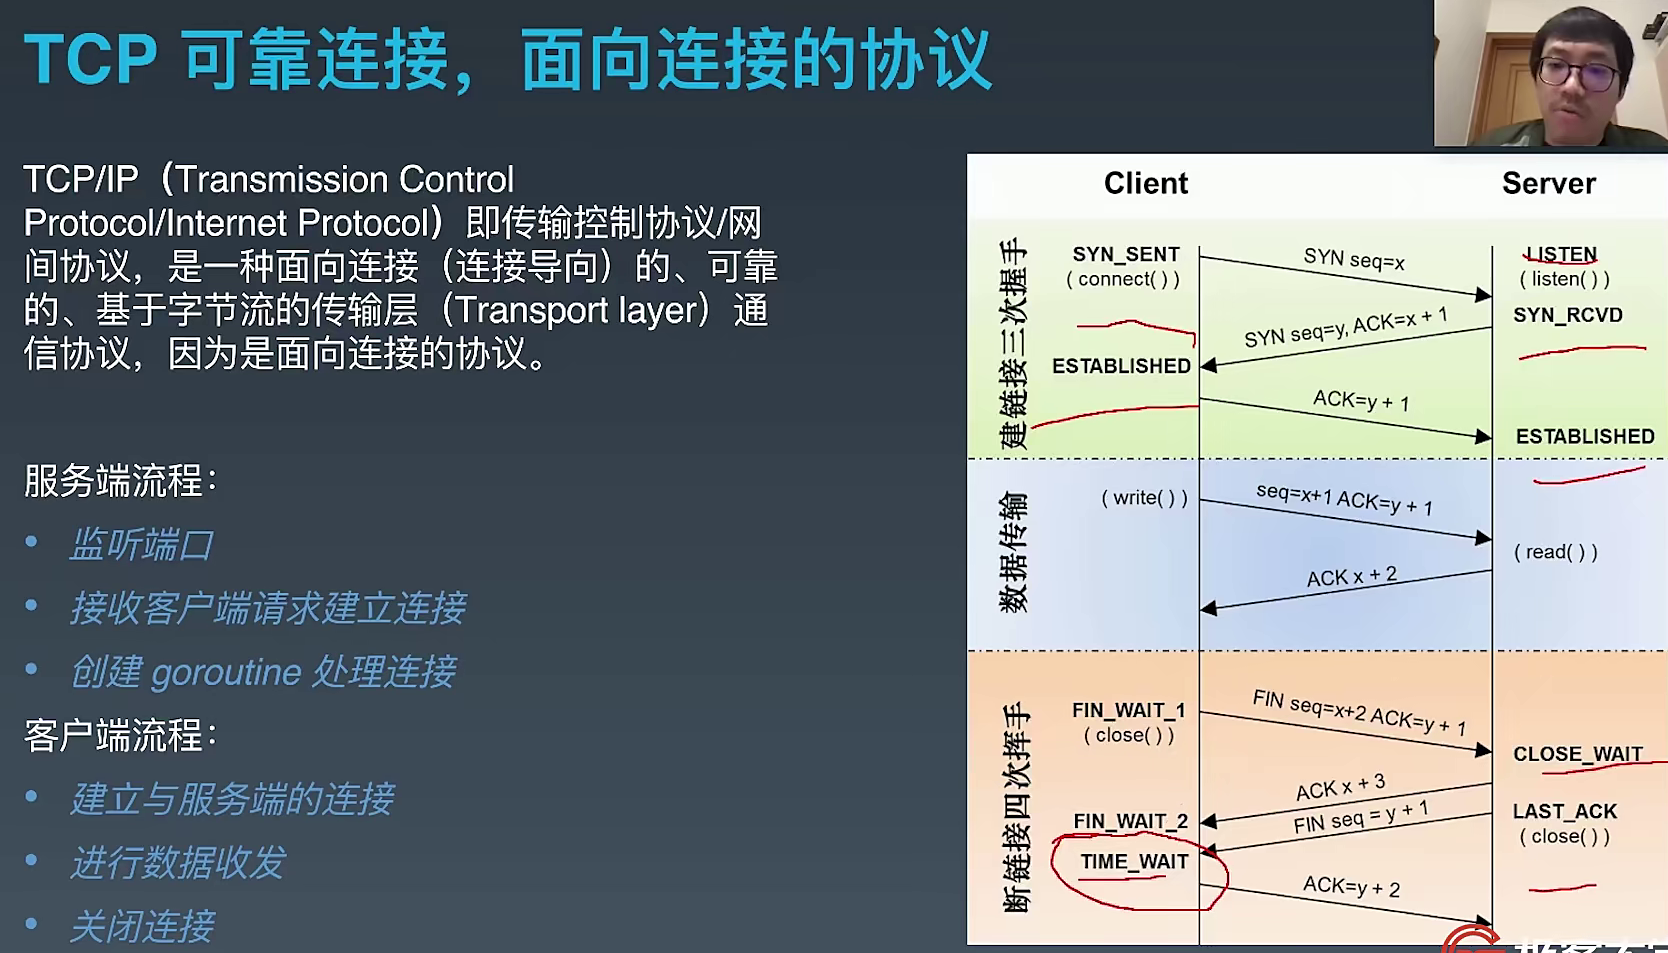 TCP 可靠连接，面向连接的协议
TCP/IP（Transmission Control
Protocol/Internet Protocol）即传输控制协议/网
间协议，是一种面向连接（连接导向）的、可靠
的、基于字节流的传输层（Transport layer）通
信协议，因为是面向连接的协议。
服务端流程：
• 监听端口
• 接收客户端请求建立连接
• 创建 goroutine 处理连接
客户端流程：
• 建立与服务端的连接
• 进行数据收发
• 关闭连接
Client
Server
建链接三次握手
SYN_SENT
( connect( ) )
SYN seq=x
LISTEN
( listen( ) )
SYN_RCVD
SYN seq=y, ACK=x + 1
ESTABLISHED
ACK=y + 1
ESTABLISHED
数据传输
( write( ) )
seq=x+1 ACK=y + 1
( read( ) )
ACK x + 2
断链接四次挥手
FIN_WAIT_1
( close( ) )
FIN seq=x+2 ACK=y + 1
CLOSE_WAIT
ACK x + 3
FIN_WAIT_2
FIN seq = y + 1
LAST_ACK
( close( ) )
TIME_WAIT
ACK=y + 2